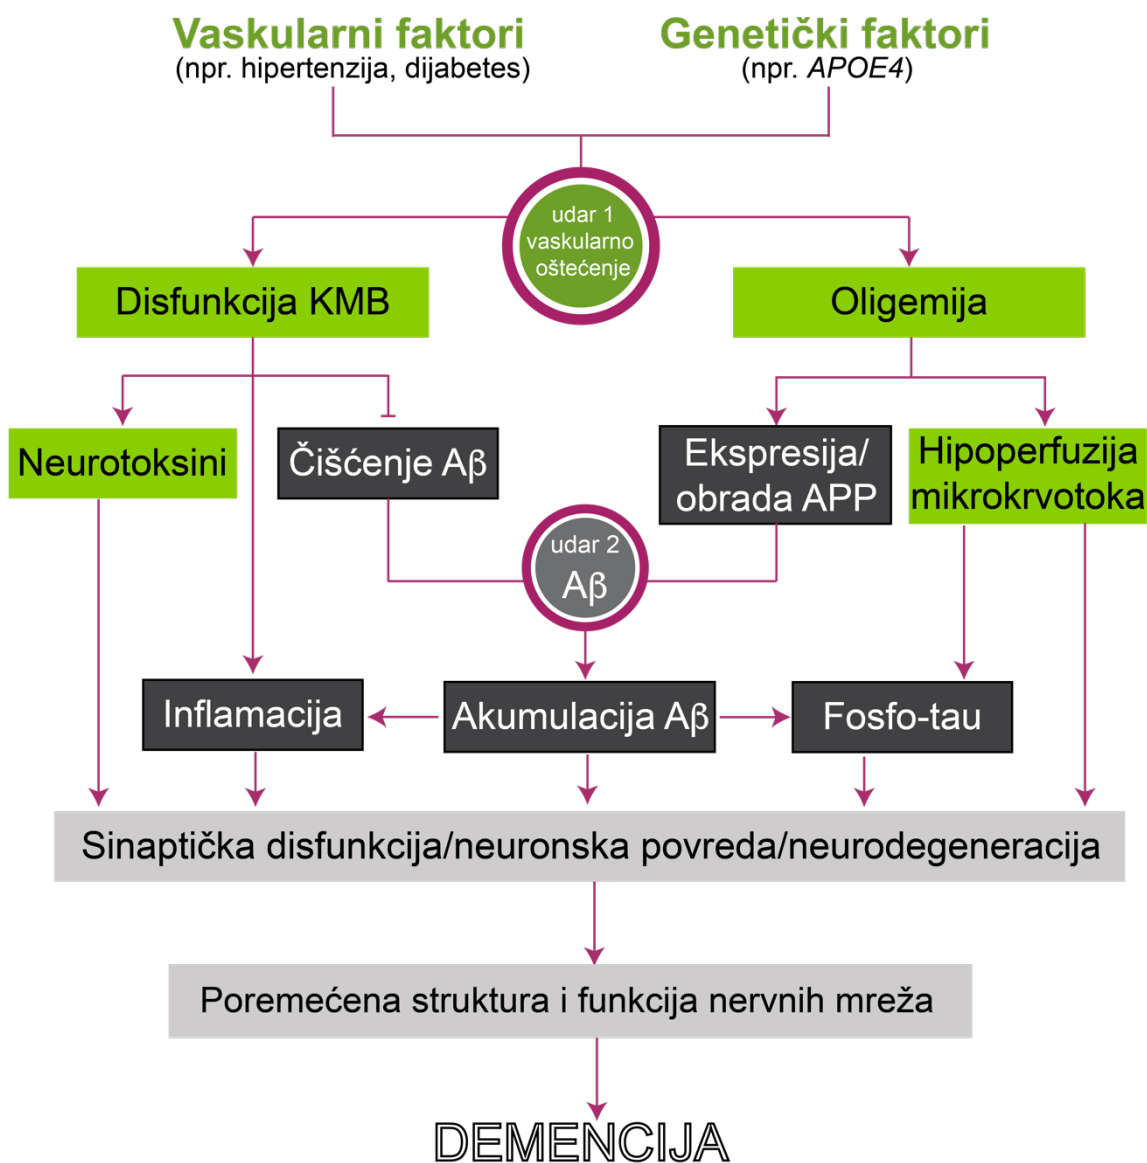 Vaskularni faktori
(npr. hipertenzija, dijabetes)
Genetički faktori
(npr. APOE4)
udar 1
vaskularno
oštećenje
Disfunkcija KMB
Oligemija
Neurotoksini
Čišćenje Aβ
Ekspresija/
obrada APP
Hipoperfuzija
mikrokrvotoka
udar 2
Aβ
Inflamacija
Akumulacija Aβ
Fosfo-tau
Sinaptička disfunkcija/neuronska povreda/neurodegeneracija
Poremećena struktura i funkcija nervnih mreža
DEMENCIJA